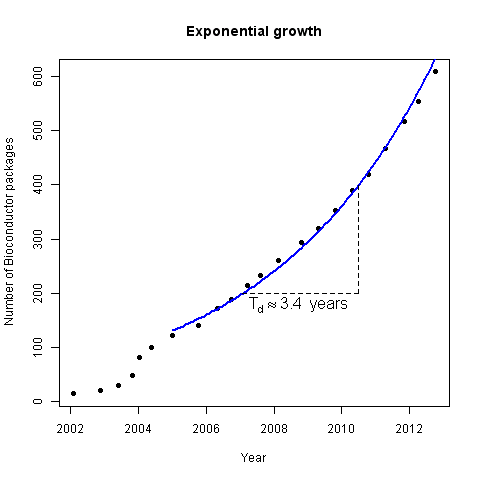 Exponential growth
Number of Bioconductor packages
600
500
400
300
200
100
0
Td ≈ 3.4 years
2002 2004 2006 2008 2010 2012
Year